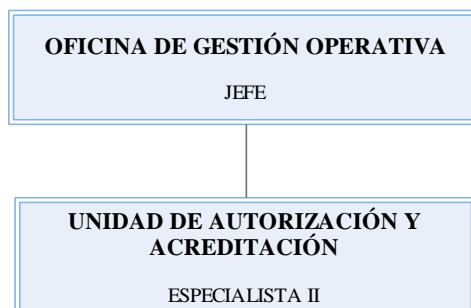 OFICINA DE GESTIÓN OPERATIVA
JEFE
UNIDAD DE AUTORIZACIÓN Y
ACREDITACIÓN
ESPECIALISTA II